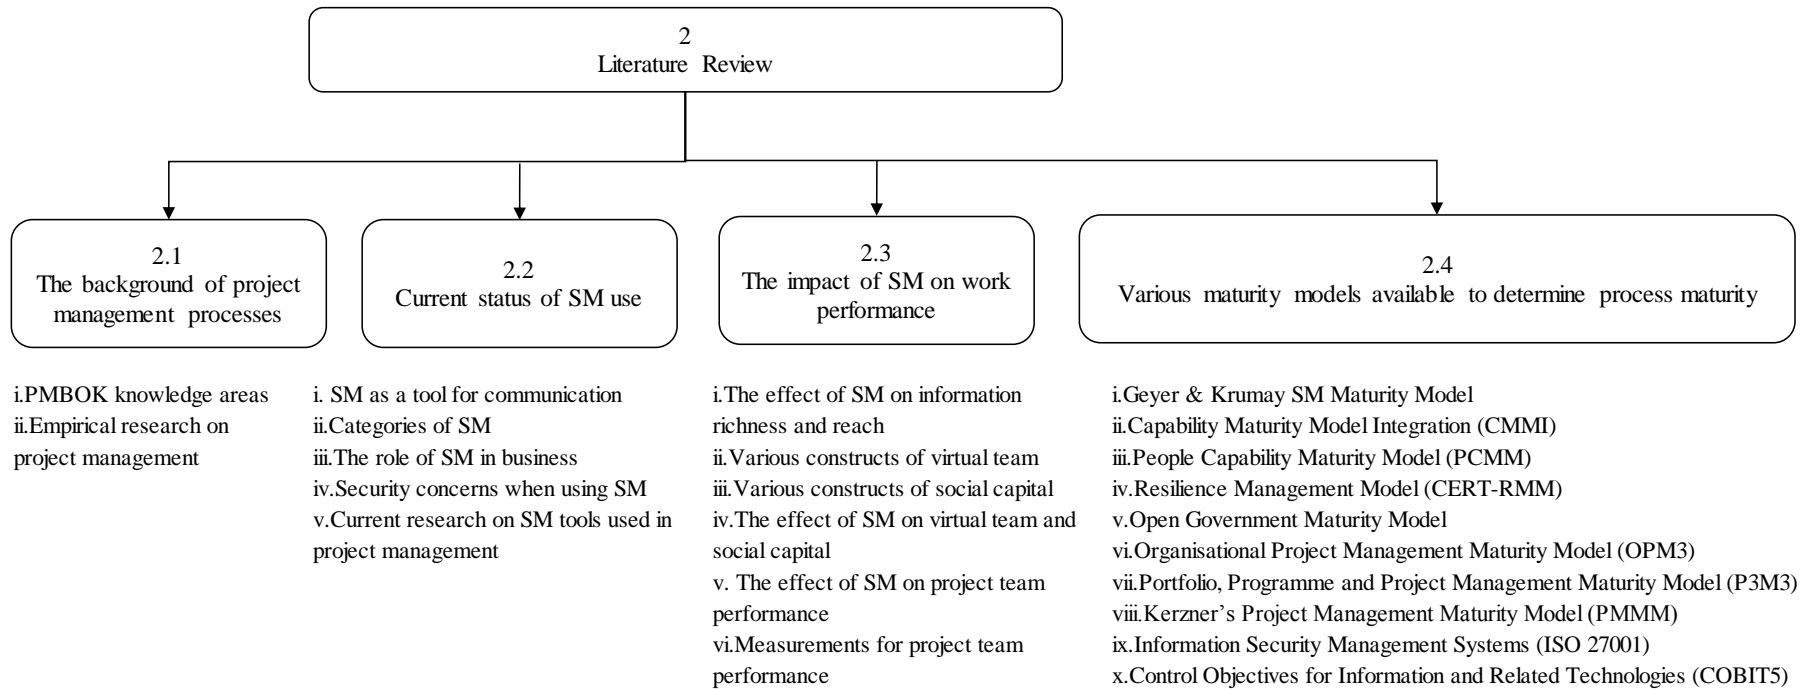 2
Literature Review
2.1
The background of project
management processes
2.2
Current status of SM use
2.3
The impact of SM on work
performance
2.4
Various maturity models available to determine process maturity
i.PMBOK knowledge areas
ii.Empirical research on
project management
i. SM as a tool for communication
ii.Categories of SM
iii.The role of SM in business
iv.Security concerns when using SM
v.Current research on SM tools used in
project management
i.The effect of SM on information
richness and reach
ii.Various constructs of virtual team
iii.Various constructs of social capital
iv.The effect of SM on virtual team and
social capital
v. The effect of SM on project team
performance
vi.Measurements for project team
performance
i.Geyer & Krumay SM Maturity Model
ii.Capability Maturity Model Integration (CMMI)
iii.People Capability Maturity Model (PCMM)
iv.Resilience Management Model (CERT-RMM)
v.Open Government Maturity Model
vi.Organisational Project Management Maturity Model (OPM3)
vii.Portfolio, Programme and Project Management Maturity Model (P3M3)
viii.Kerzner’s Project Management Maturity Model (PMMM)
ix.Information Security Management Systems (ISO 27001)
x.Control Objectives for Information and Related Technologies (COBIT5)